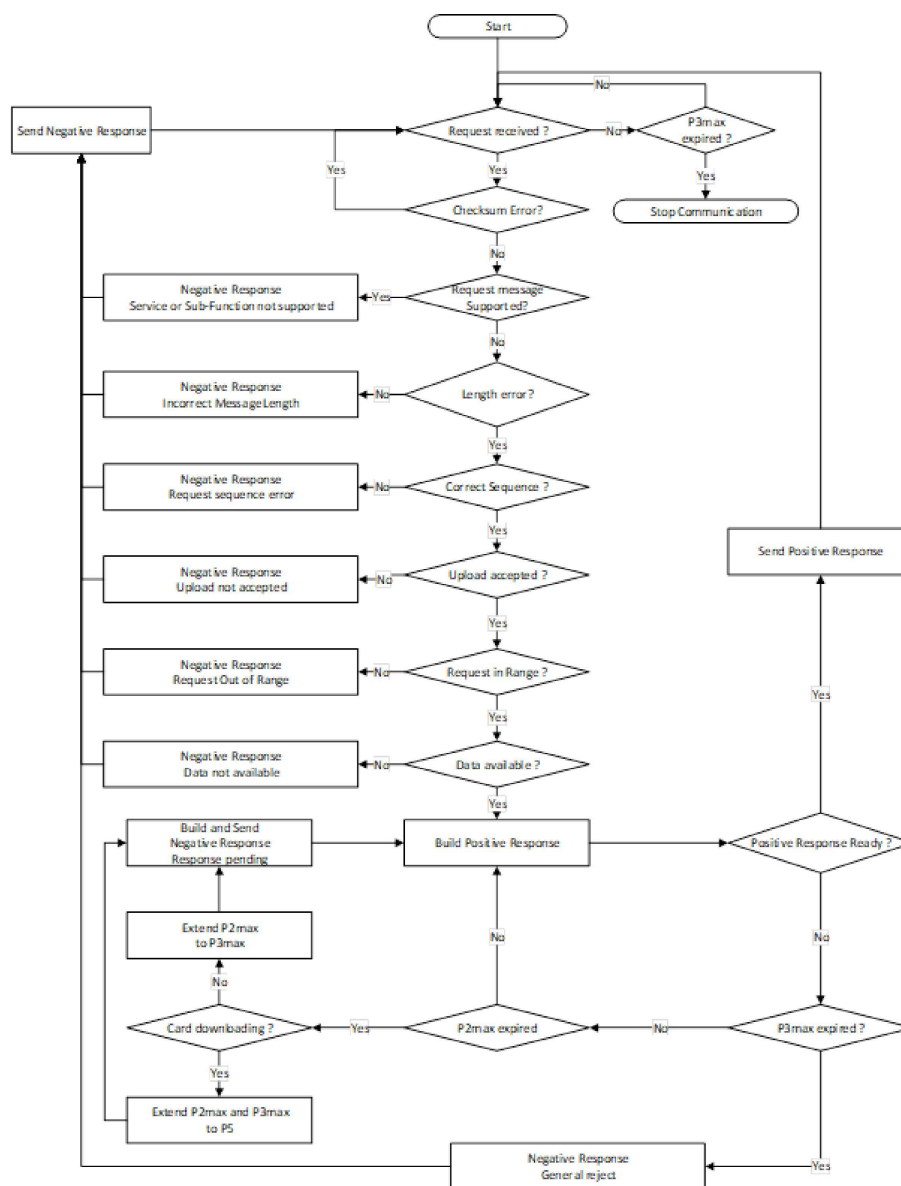 Start
No
Send Negative Response
Request received ?
No
P3max
expired ?
Yes
Yes
Yes
Checksum Error?
Stop Communication
No
Negative Response
Service or Sub-Function not supported
Yes
Request message
Supported?
No
Negative Response
Incorrect Message Length
No
Length error?
Yes
Negative Response
Request sequence error
No
Correct Sequence ?
Yes
Send Positive Response
Negative Response
Upload not accepted
No
Upload accepted ?
Yes
Negative Response
Request Out of Range
No
Request in Range ?
Yes
Yes
Negative Response
Data not available
No
Data available ?
Yes
Build and Send
Negative Response
Response pending
Build Positive Response
Positive Response Ready ?
Extend P2max
to P3max
No
No
No
Card downloading ?
Yes
P2max expired
No
P3max expired ?
Yes
Extend P2max and P3max
to P5
Negative Response
General reject
Yes